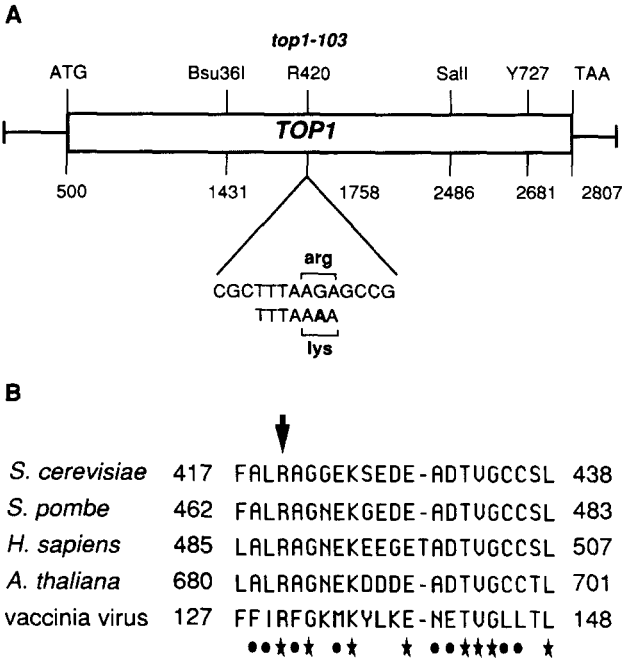 A
top1-103
ATG Bsu36I R420 SalI Y727 TAA
TOP1
500 1431 1758 2486 2681 2807
arg
CGCTTTAAGAGCCG
TTTAAAA
lys
B
S. cerevisiae 417 FALRAGGEKSEDE-ADTVGCCSL 438
S. pombe 462 FALRAGNEKGEDE-ADTVGCCSL 483
H. sapiens 485 LALRAGNEKEEGETADTVGCCSL 507
A. thaliana 680 LALRAGNEKDDDE-ADTVGCCTL 701
vaccinia virus 127 FFIRFGKMKYLKE-NETVGLLTL 148
●●★●★ ●★ ★ ●●★★★●● ★